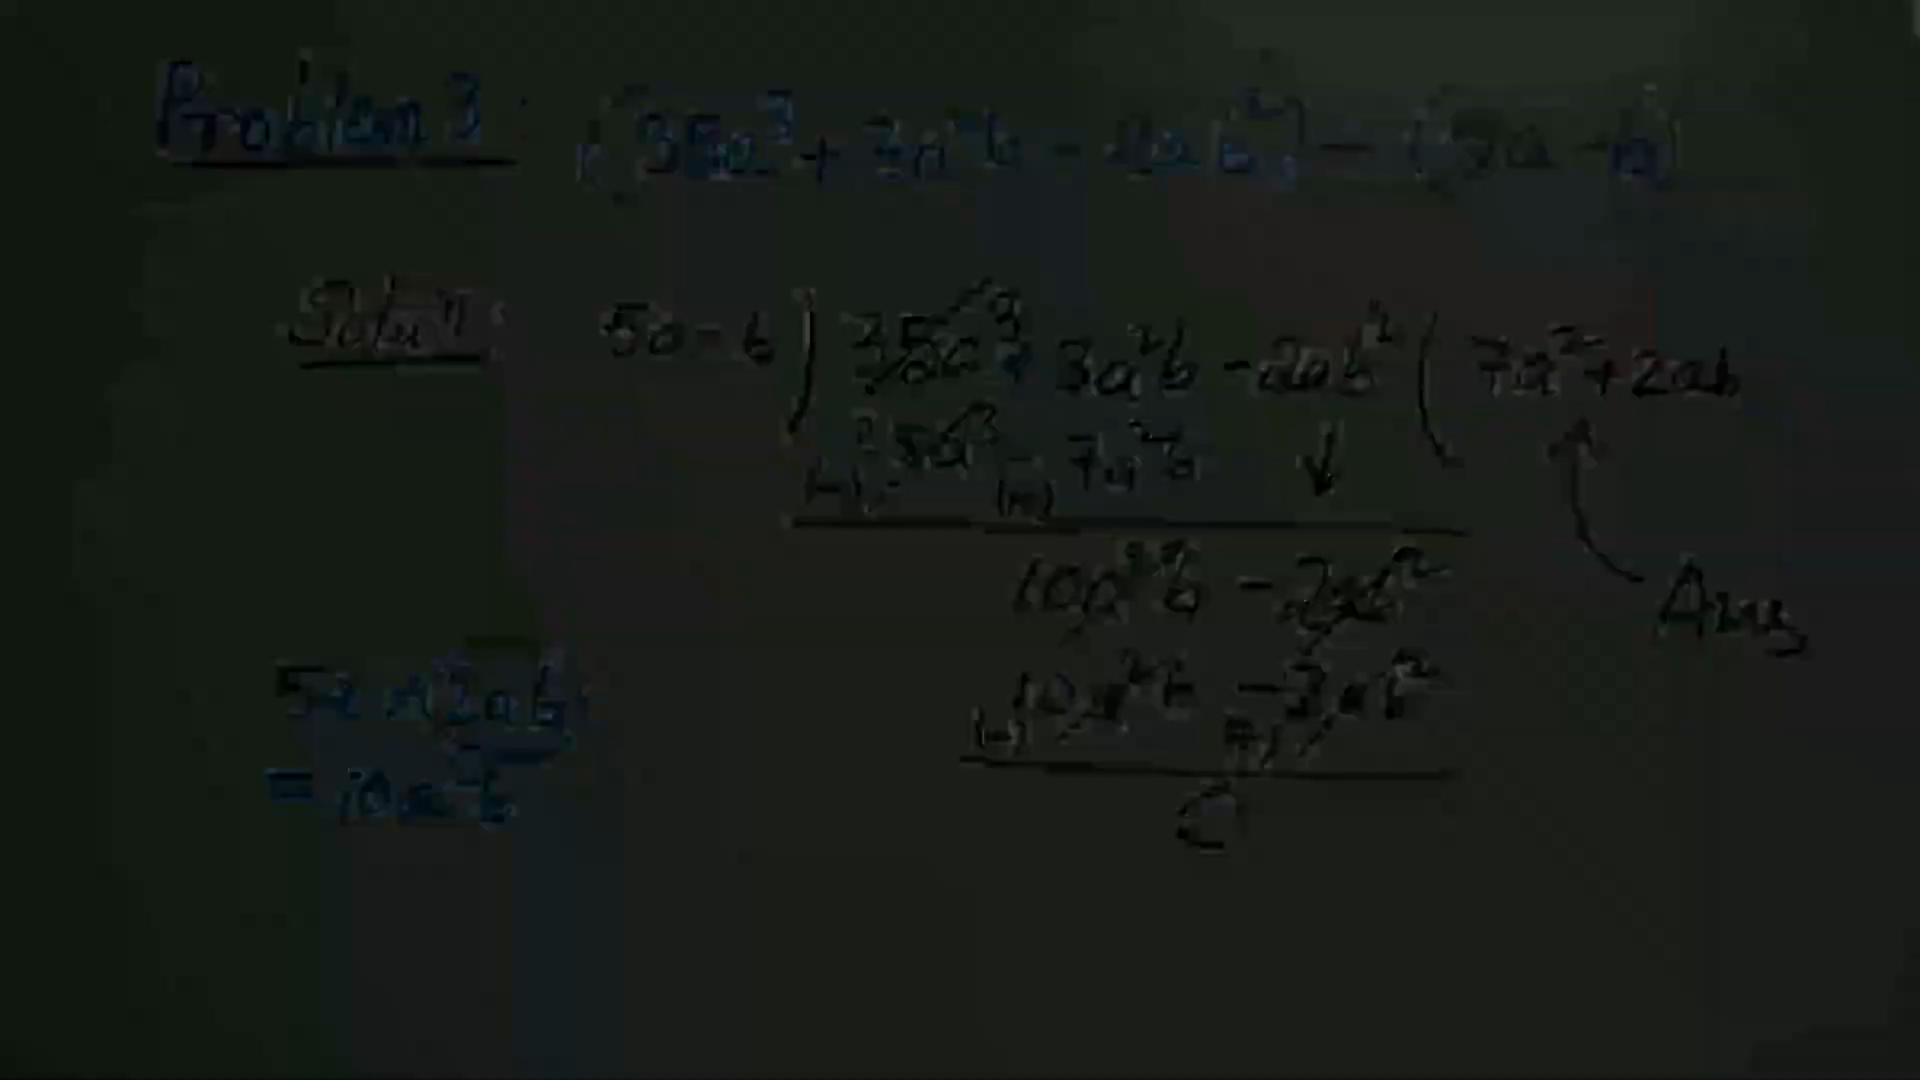 Problem 3 : (35a³ + 3a²b - 2ab²) ÷ (5a - b)
Soluⁿ : 5a - b ) 35a³ + 3a²b - 2ab² ( 7a² + 2ab
35a³ - 7a²b
(-) (+)
10a²b - 2ab²
Ans
10a²b - 2ab²
(-) (+)
0
5a × 2ab
= 10a²b